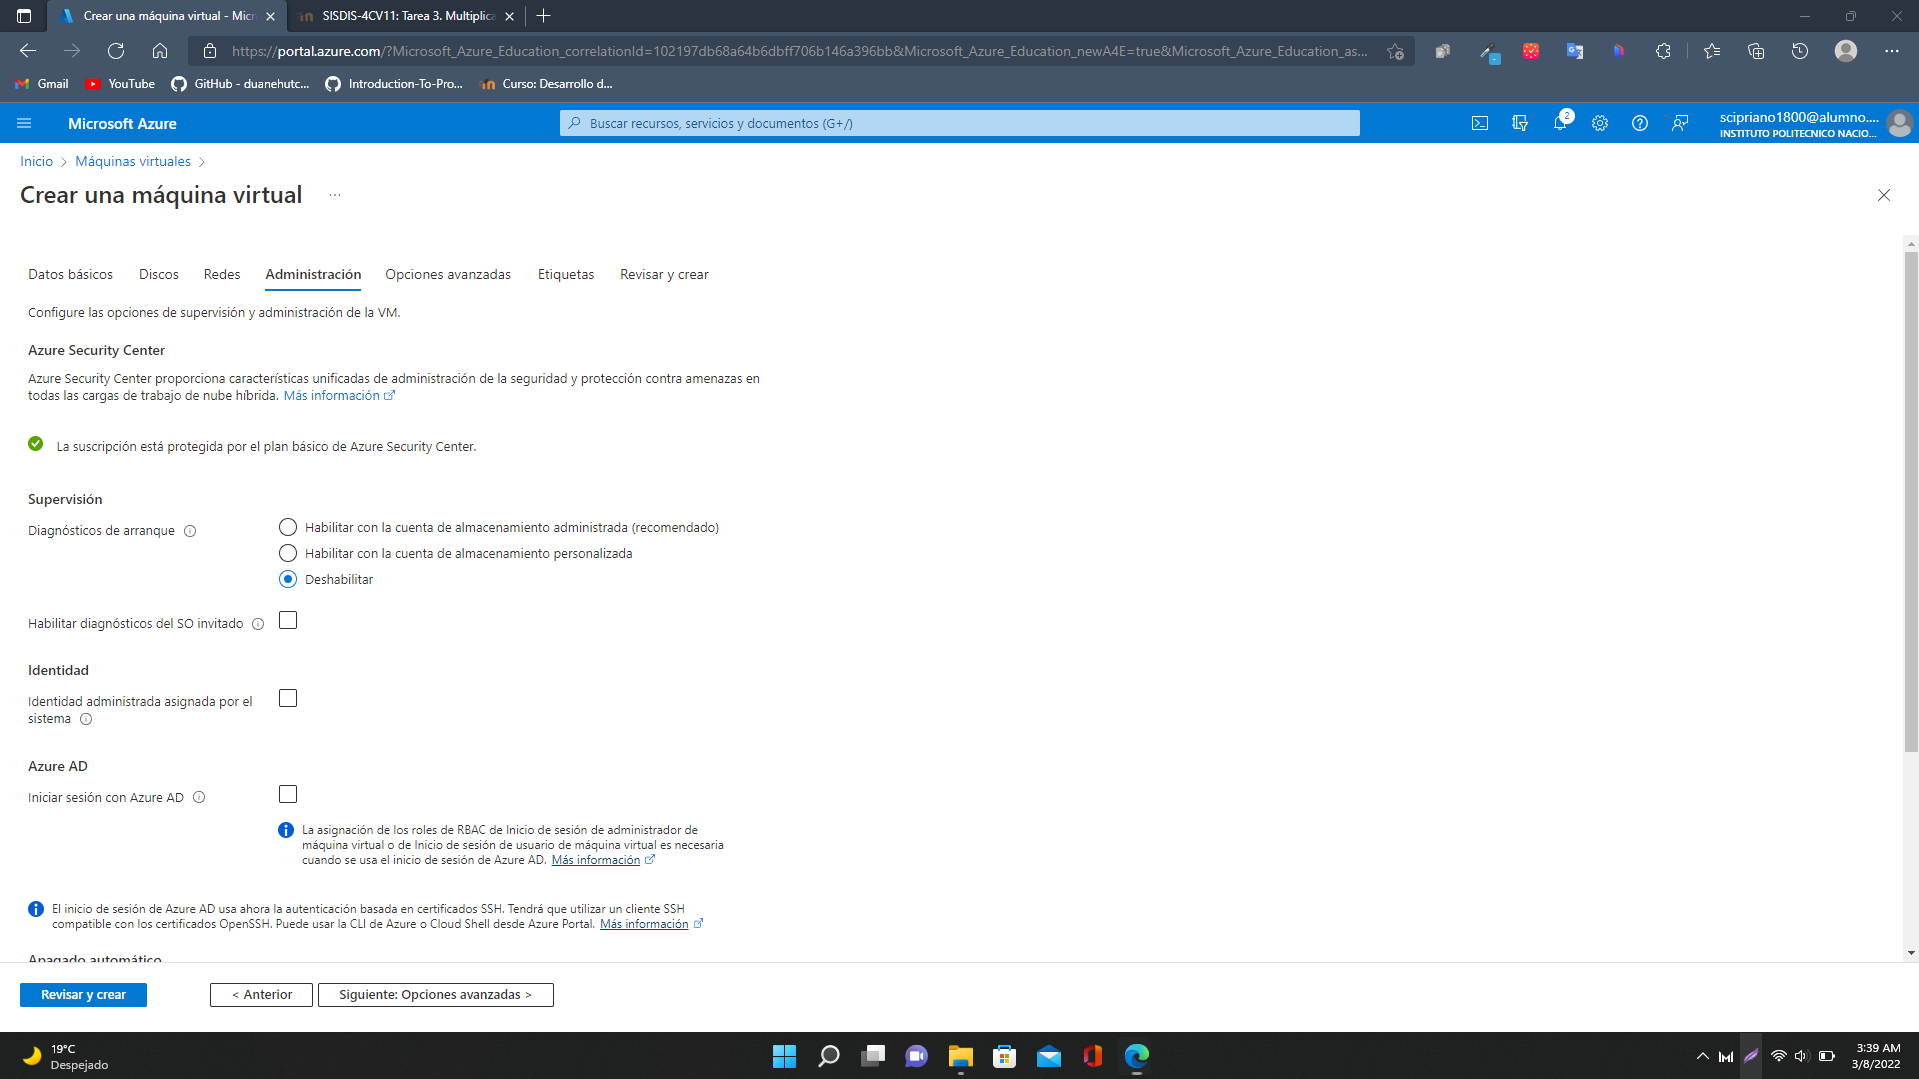 Crear una máquina virtual - Micr
SISDIS-4CV11: Tarea 3. Multiplica
https://portal.azure.com/?Microsoft_Azure_Education_correlationId=102197db68a64b6dbff706b146a396bb&Microsoft_Azure_Education_newA4E=true&Microsoft_Azure_Education_as...
Gmail
YouTube
GitHub - duanehutc...
Introduction-To-Pro...
Curso: Desarrollo d...
Microsoft Azure
Buscar recursos, servicios y documentos (G+/)
2
scipriano1800@alumno....
INSTITUTO POLITECNICO NACIO...
Inicio > Máquinas virtuales >
Crear una máquina virtual ...
Datos básicos
Discos
Redes
Administración
Opciones avanzadas
Etiquetas
Revisar y crear
Configure las opciones de supervisión y administración de la VM.
Azure Security Center
Azure Security Center proporciona características unificadas de administración de la seguridad y protección contra amenazas en
todas las cargas de trabajo de nube híbrida. Más información
La suscripción está protegida por el plan básico de Azure Security Center.
Supervisión
Diagnósticos de arranque
Habilitar con la cuenta de almacenamiento administrada (recomendado)
Habilitar con la cuenta de almacenamiento personalizada
Deshabilitar
Habilitar diagnósticos del SO invitado
Identidad
Identidad administrada asignada por el
sistema
Azure AD
Iniciar sesión con Azure AD
La asignación de los roles de RBAC de Inicio de sesión de administrador de
máquina virtual o de Inicio de sesión de usuario de máquina virtual es necesaria
cuando se usa el inicio de sesión de Azure AD. Más información
El inicio de sesión de Azure AD usa ahora la autenticación basada en certificados SSH. Tendrá que utilizar un cliente SSH
compatible con los certificados OpenSSH. Puede usar la CLI de Azure o Cloud Shell desde Azure Portal. Más información
Apagado automático
Revisar y crear
< Anterior
Siguiente: Opciones avanzadas >
19°C
Despejado
3:39 AM
3/8/2022